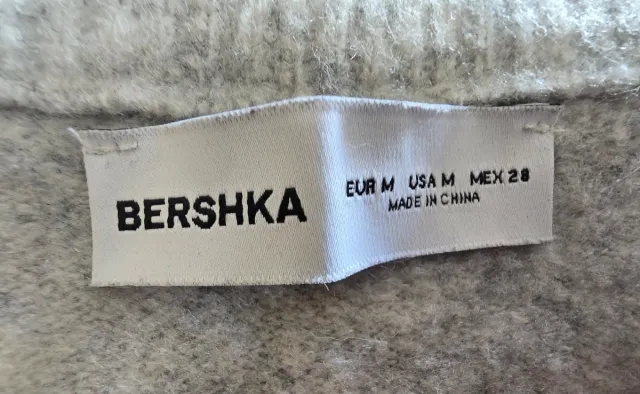 BERSHKA
EUR M USA M MEX 28
MADE IN CHINA